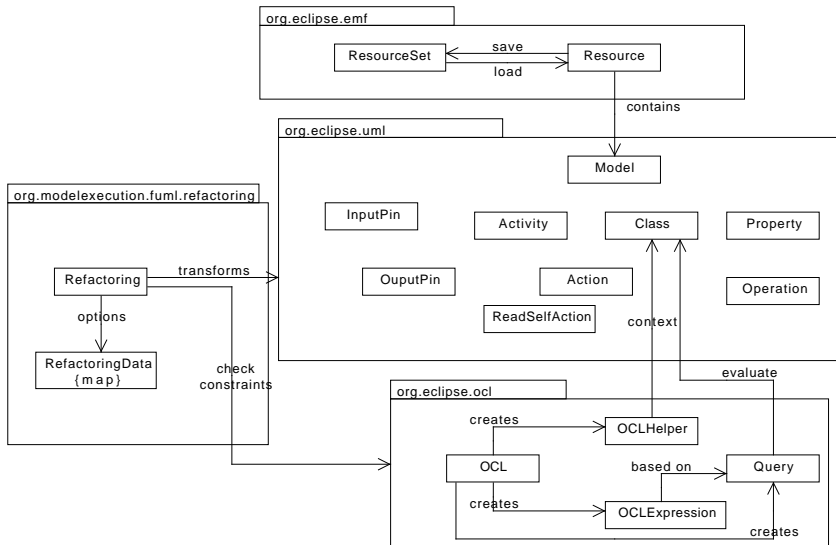 org.eclipse.emf
ResourceSet
save
load
Resource
contains
org.eclipse.uml
Model
InputPin
Activity
Class
Property
OuputPin
Action
Operation
ReadSelfAction
context
org.modelexecution.fuml.refactoring
Refactoring
transforms
options
RefactoringData
{map}
check
constraints
evaluate
org.eclipse.ocl
creates
OCLHelper
OCL
based on
Query
creates
OCLExpression
creates